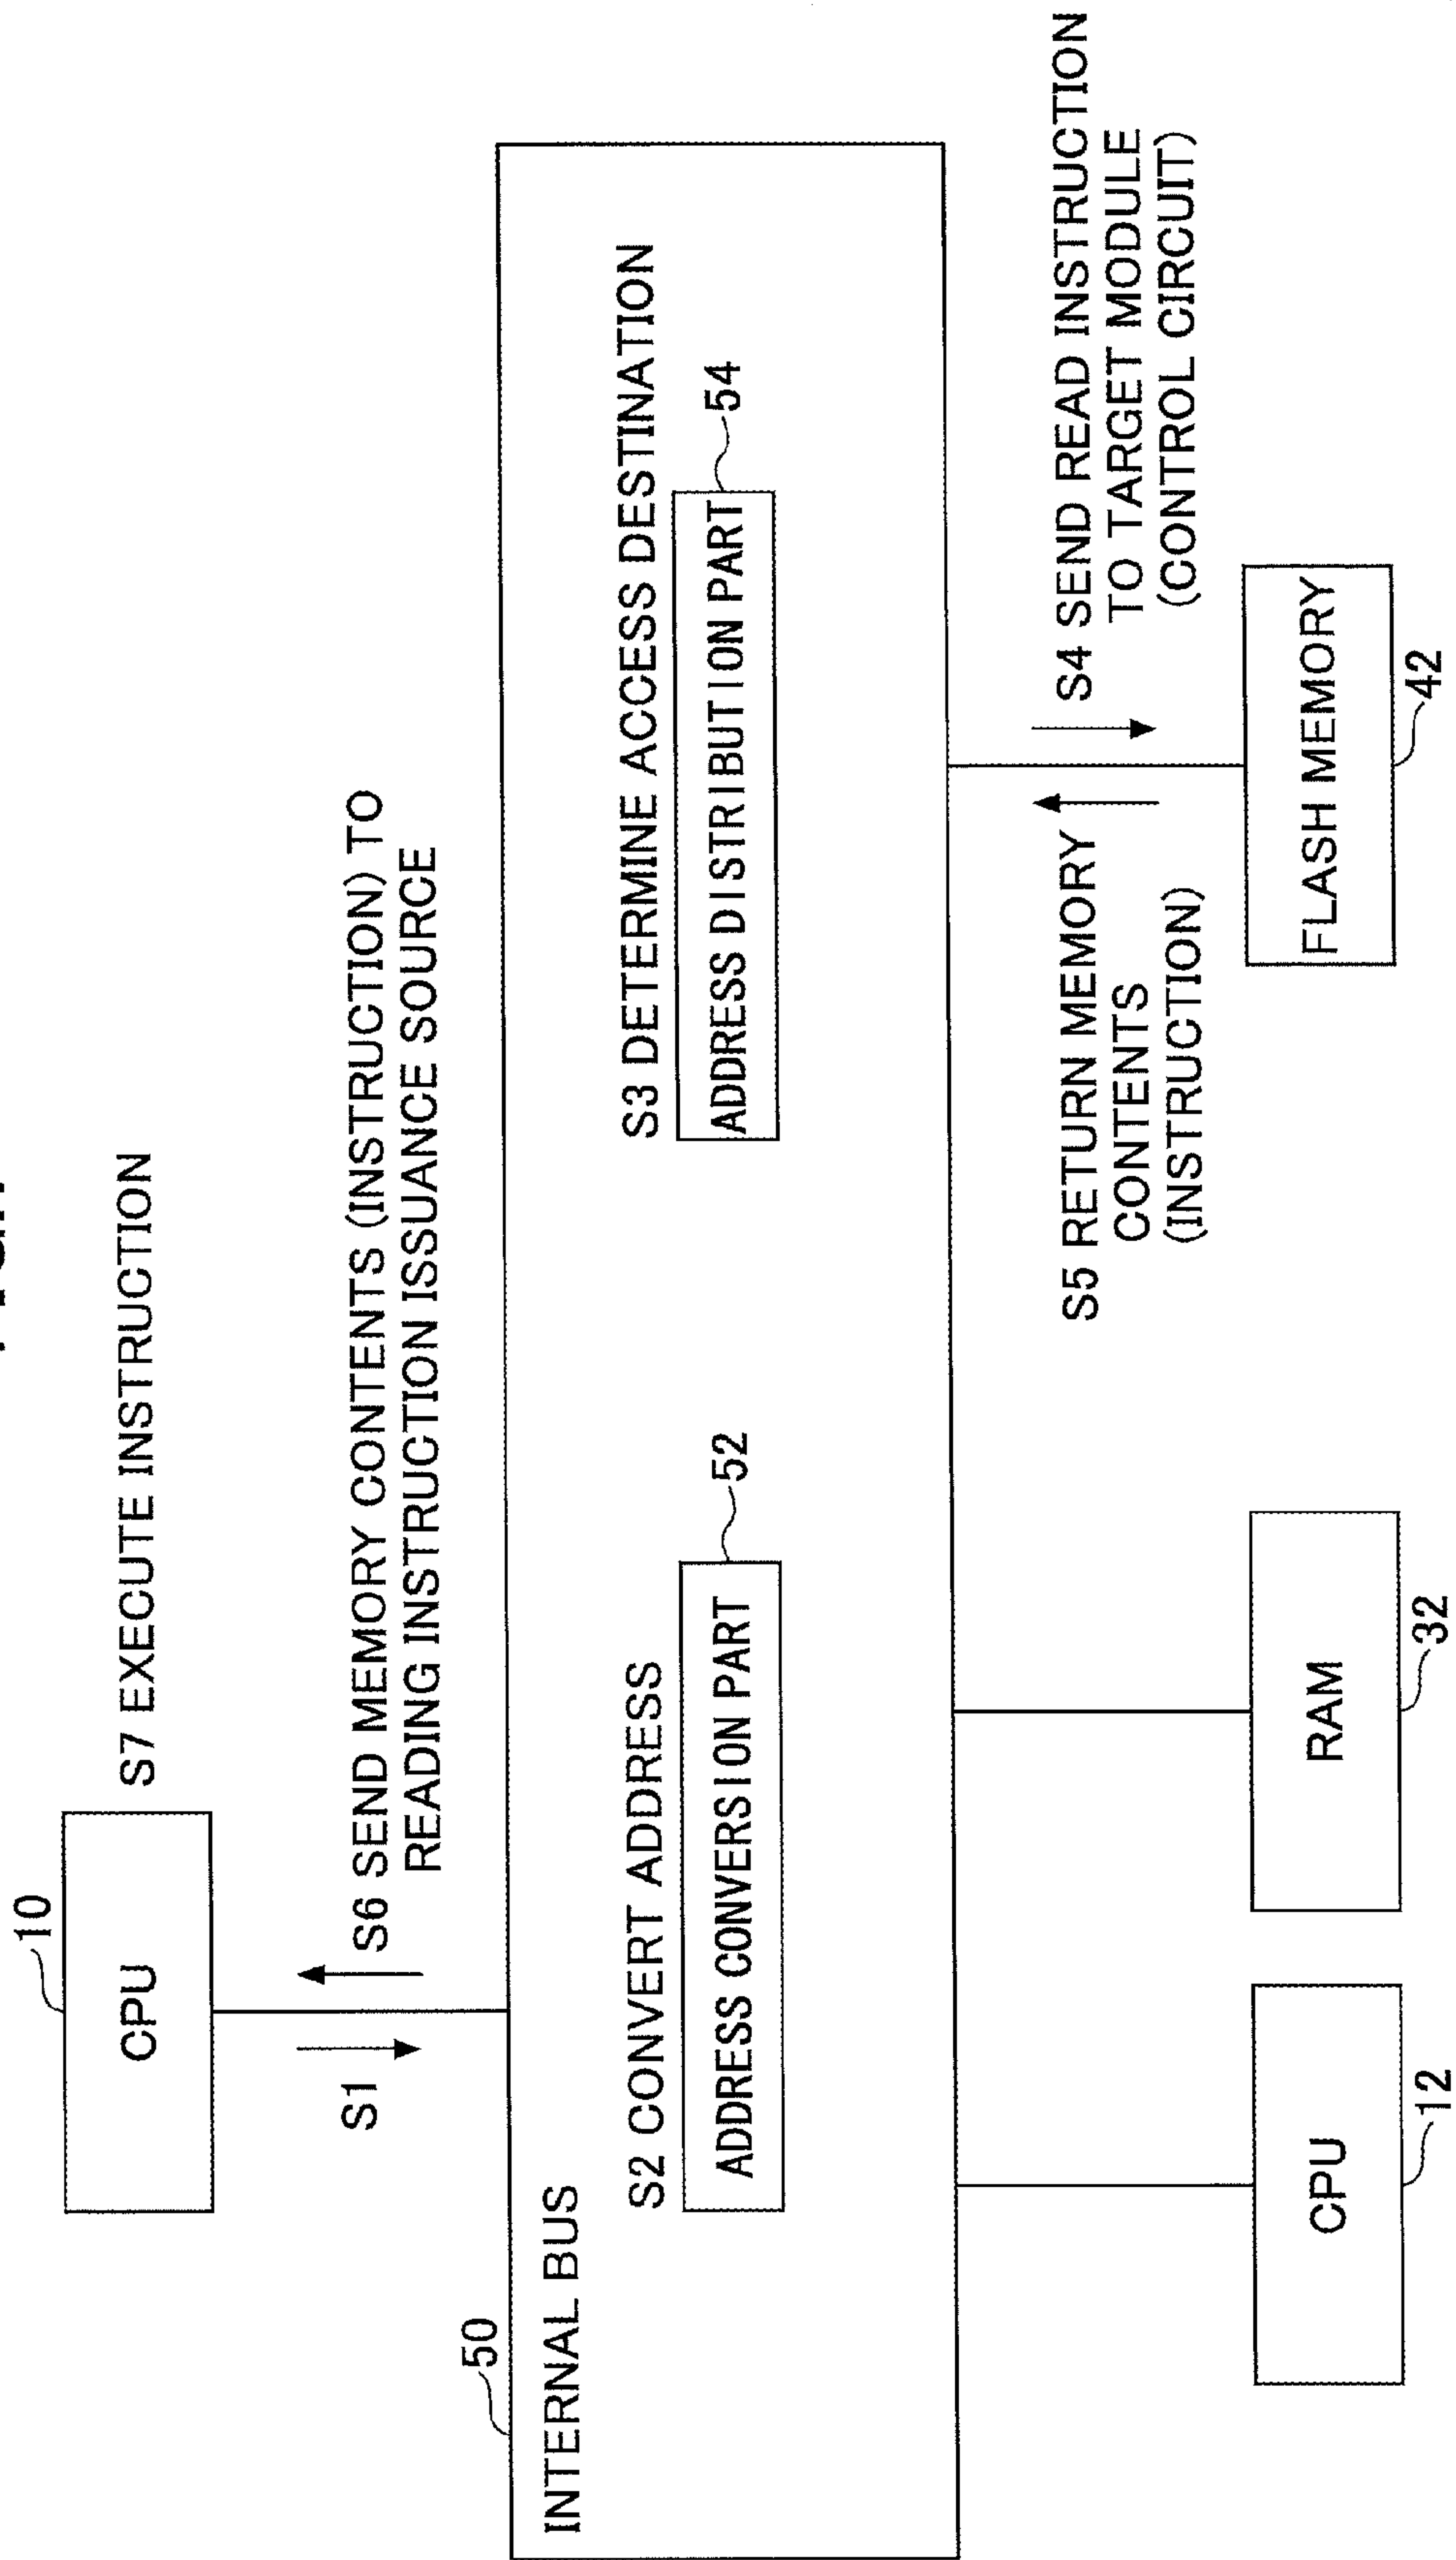 10
CPU
S7 EXECUTE INSTRUCTION
S1
S6 SEND MEMORY CONTENTS (INSTRUCTION) TO
READING INSTRUCTION ISSUANCE SOURCE
50
INTERNAL BUS
S2 CONVERT ADDRESS
ADDRESS CONVERSION PART
52
S3 DETERMINE ACCESS DESTINATION
ADDRESS DISTRIBUTION PART
54
S5 RETURN MEMORY
CONTENTS
(INSTRUCTION)
S4 SEND READ INSTRUCTION
TO TARGET MODULE
(CONTROL CIRCUIT)
CPU
12
RAM
32
FLASH MEMORY
42